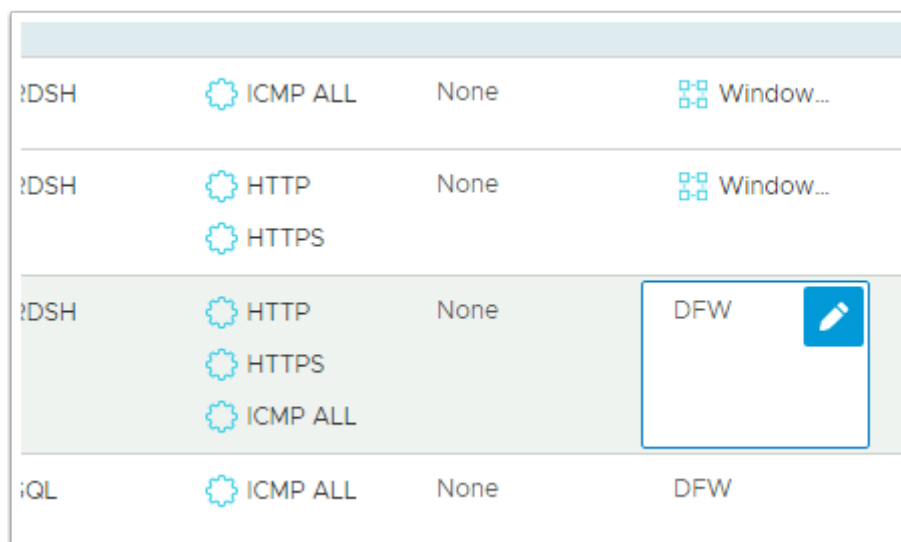 RDSH ICMP ALL None Window...
RDSH HTTP None Window...
HTTPS
RDSH HTTP None DFW
HTTPS
ICMP ALL
SQL ICMP ALL None DFW